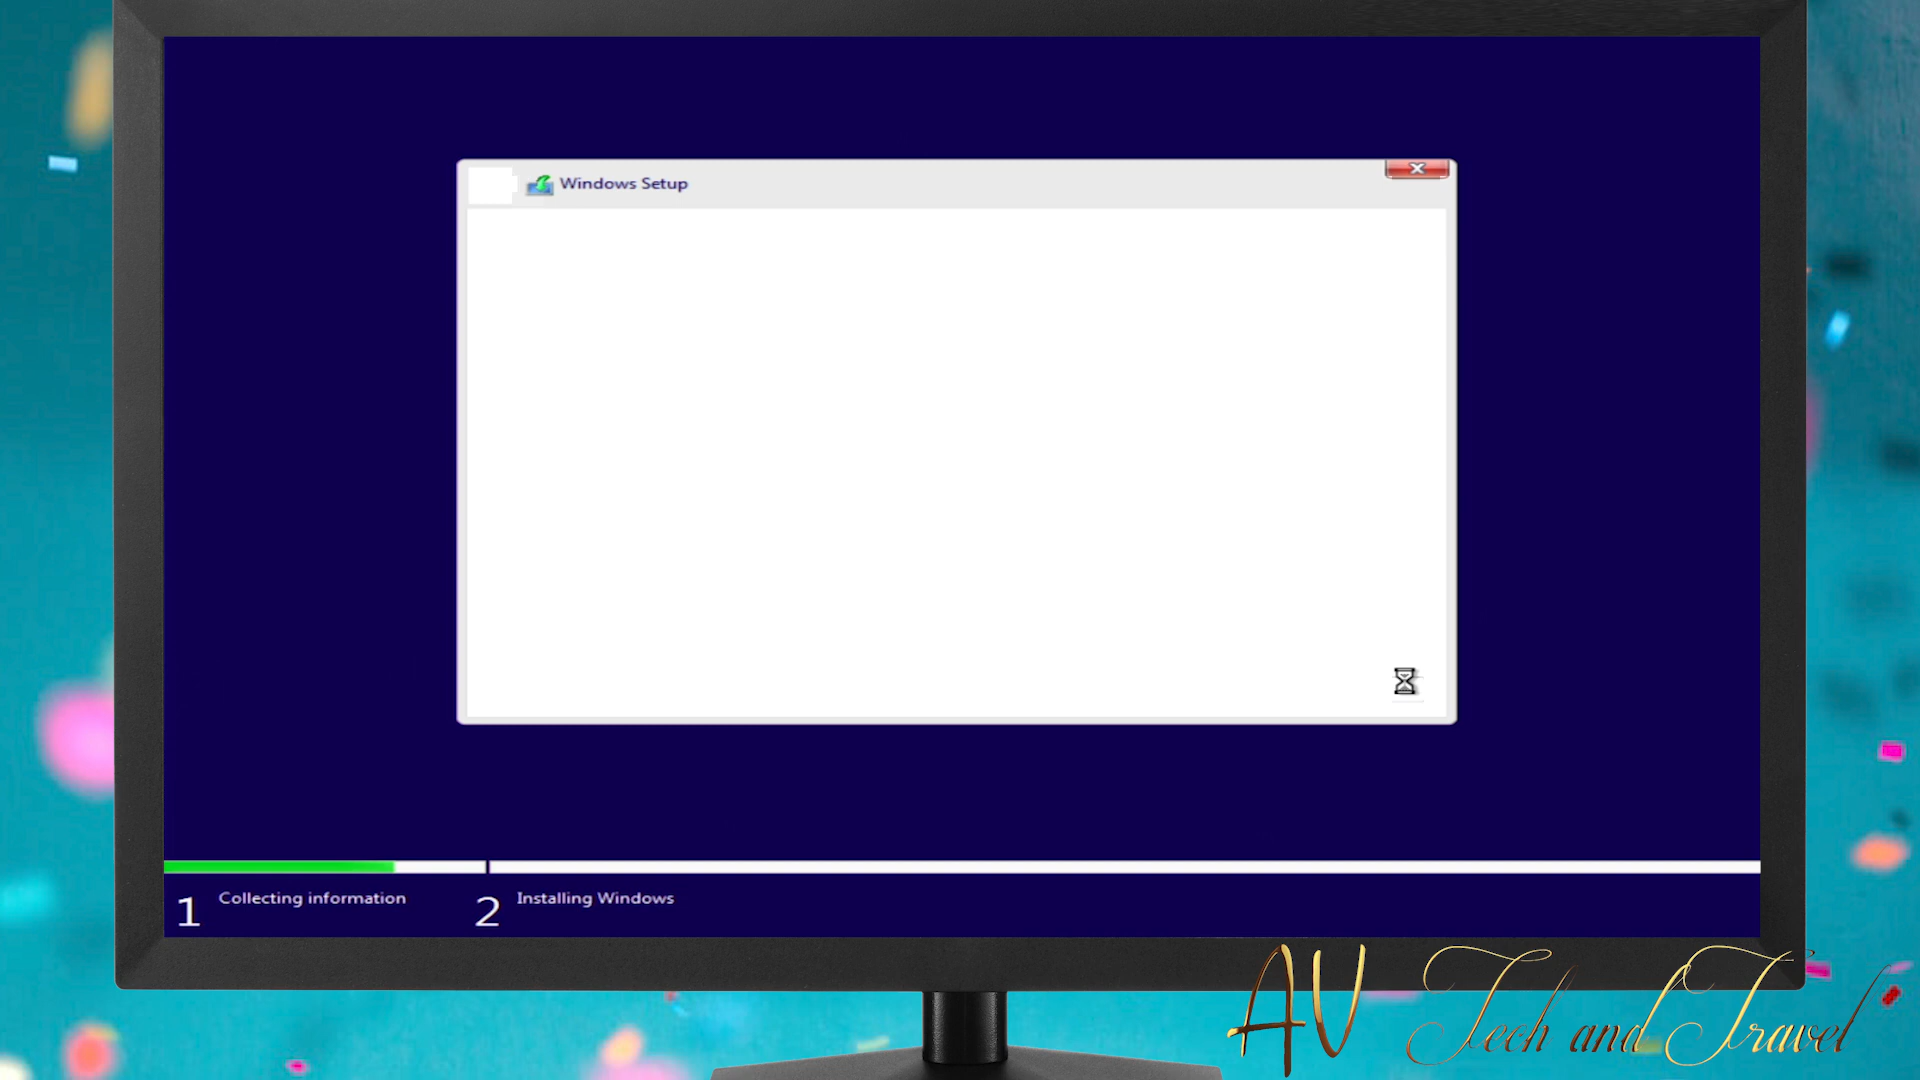 Windows Setup
1 Collecting information 2 Installing Windows
AV Tech and Travel